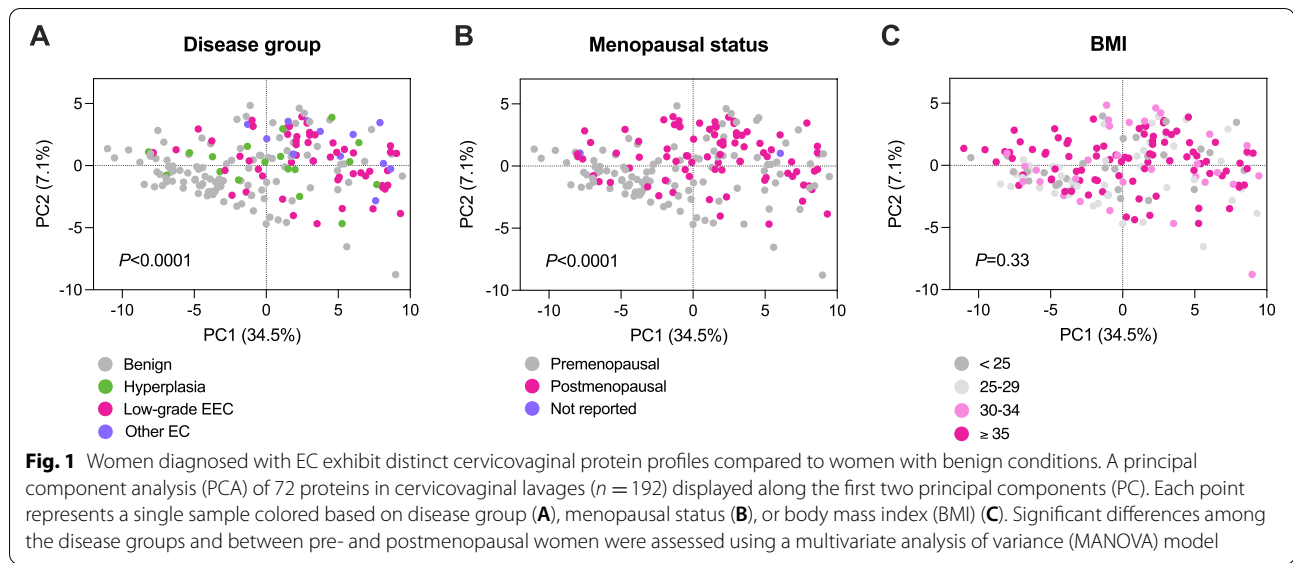 A
Disease group
5
0
-5
-10
PC2 (7.1%)
P<0.0001
-10 -5 0 5 10
PC1 (34.5%)
Benign
Hyperplasia
Low-grade EEC
Other EC
B
Menopausal status
5
0
-5
-10
PC2 (7.1%)
P<0.0001
-10 -5 0 5 10
PC1 (34.5%)
Premenopausal
Postmenopausal
Not reported
C
BMI
5
0
-5
-10
PC2 (7.1%)
P=0.33
-10 -5 0 5 10
PC1 (34.5%)
< 25
25-29
30-34
≥ 35
Fig. 1 Women diagnosed with EC exhibit distinct cervicovaginal protein profiles compared to women with benign conditions. A principal
component analysis (PCA) of 72 proteins in cervicovaginal lavages (n = 192) displayed along the first two principal components (PC). Each point
represents a single sample colored based on disease group (A), menopausal status (B), or body mass index (BMI) (C). Significant differences among
the disease groups and between pre- and postmenopausal women were assessed using a multivariate analysis of variance (MANOVA) model